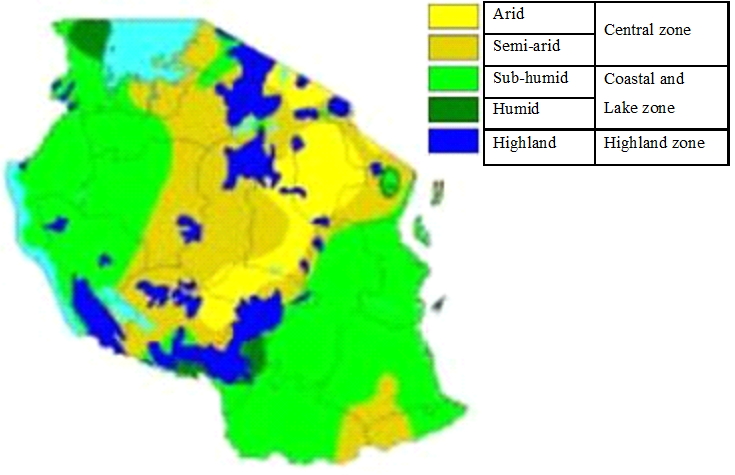 Arid
Central zone
Semi-arid
Sub-humid
Coastal and
Lake zone
Humid
Highland
Highland zone